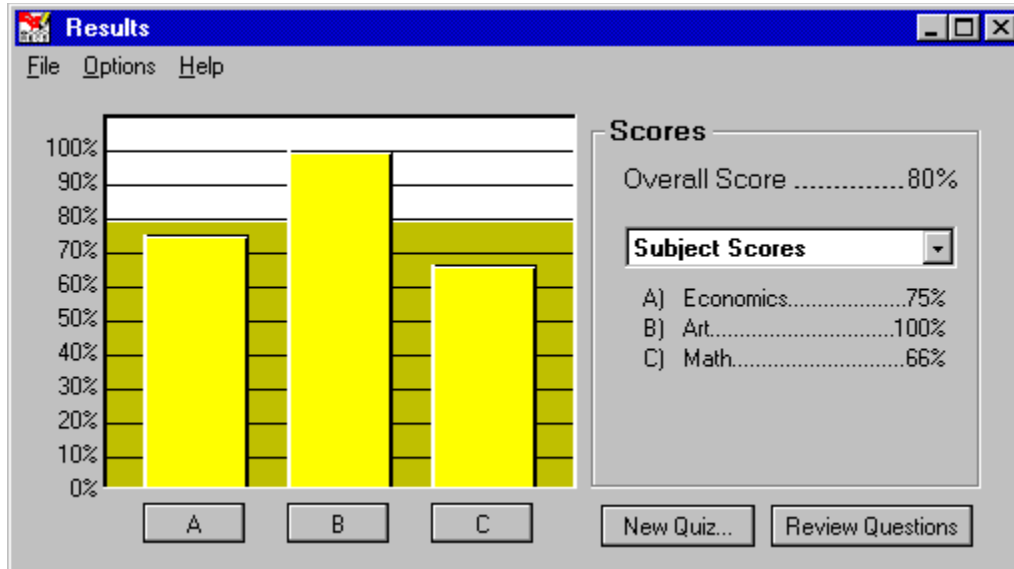 Results
File Options Help
100%
90%
80%
70%
60%
50%
40%
30%
20%
10%
0%
A B C
Scores
Overall Score ..............80%
Subject Scores
A) Economics...................75%
B) Art..............................100%
C) Math............................66%
New Quiz... Review Questions